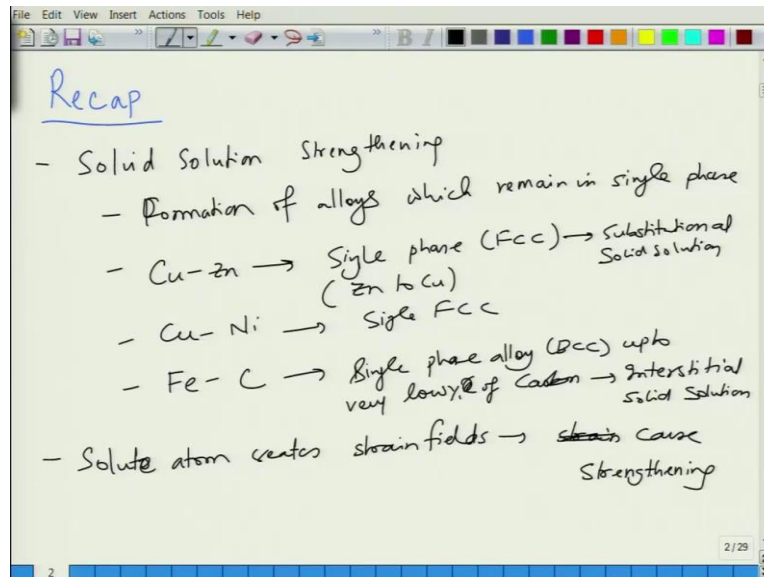 File Edit View Insert Actions Tools Help
B I
Recap
- Solid Solution Strengthening
- Formation of alloys which remain in single phase
- Cu-Zn → Sigle phase (FCC) → Substitutional
Solid solution
(Zn to Cu)
- Cu-Ni → Sigle FCC
- Fe-C → Single phase alloy (BCC) upto
very low % of Carbon → Interstitial
Solid Solution
- Solute atom creates strain fields → cause
Strengthening
2/29
2